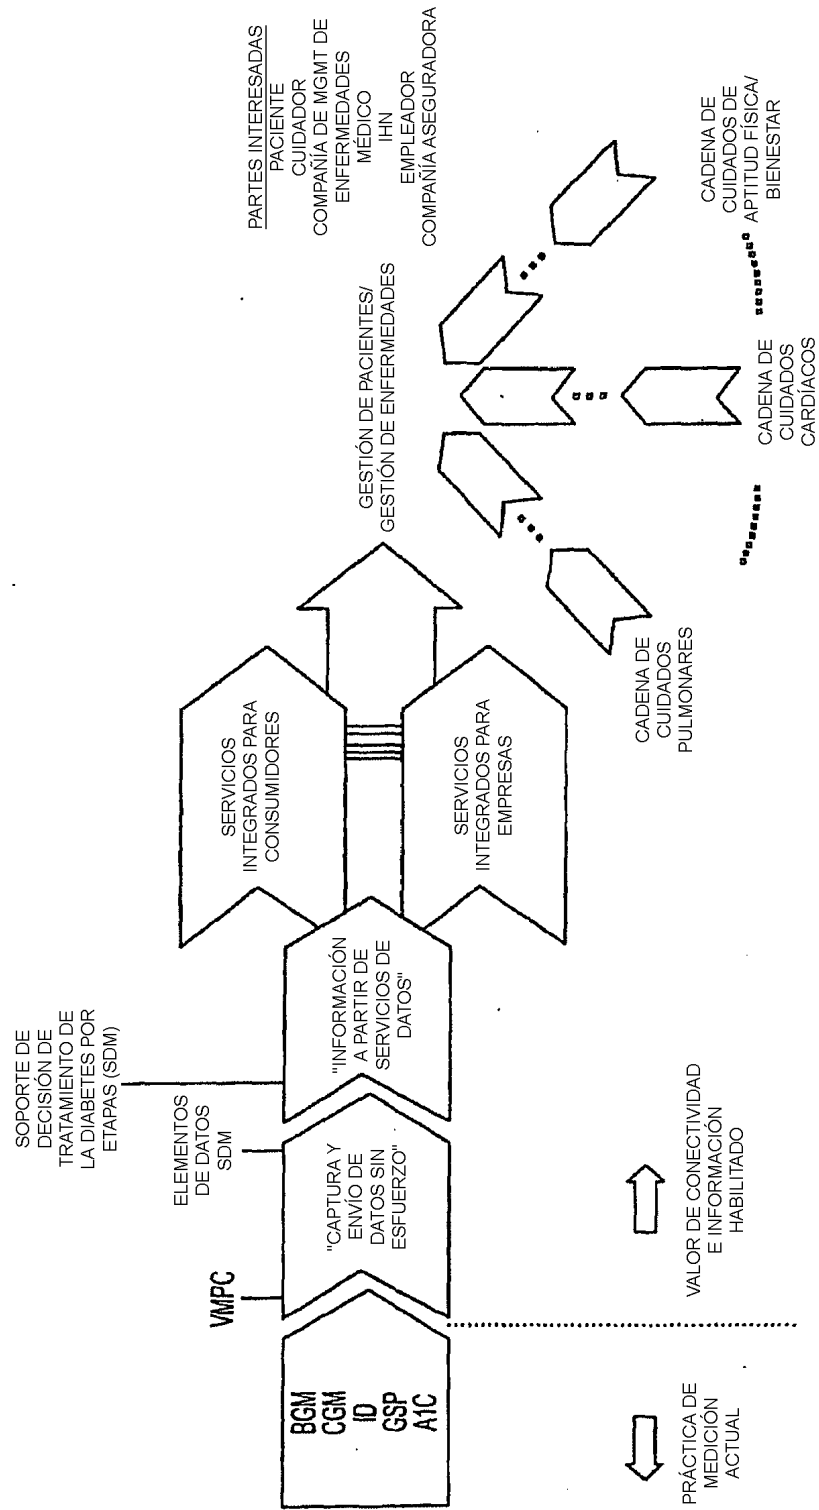 SOPORTE DE
DECISIÓN DE
TRATAMIENTO DE
LA DIABETES POR
ETAPAS (SDM)
ELEMENTOS
DE DATOS
SDM
VMPC
BGM
CGM
ID
GSP
A1C
"CAPTURA Y
ENVÍO DE
DATOS SIN
ESFUERZO"
"INFORMACIÓN
A PARTIR DE
SERVICIOS DE
DATOS"
SERVICIOS
INTEGRADOS PARA
CONSUMIDORES
SERVICIOS
INTEGRADOS PARA
EMPRESAS
GESTIÓN DE PACIENTES/
GESTIÓN DE ENFERMEDADES
PARTES INTERESADAS
PACIENTE
CUIDADOR
COMPAÑÍA DE MGMT DE
ENFERMEDADES
MÉDICO
IHN
EMPLEADOR
COMPAÑÍA ASEGURADORA
CADENA DE
CUIDADOS
PULMONARES
CADENA DE
CUIDADOS
CARDÍACOS
CADENA DE
CUIDADOS DE
APTITUD FÍSICA/
BIENESTAR
PRÁCTICA DE
MEDICIÓN
ACTUAL
VALOR DE CONECTIVIDAD
E INFORMACIÓN
HABILITADO